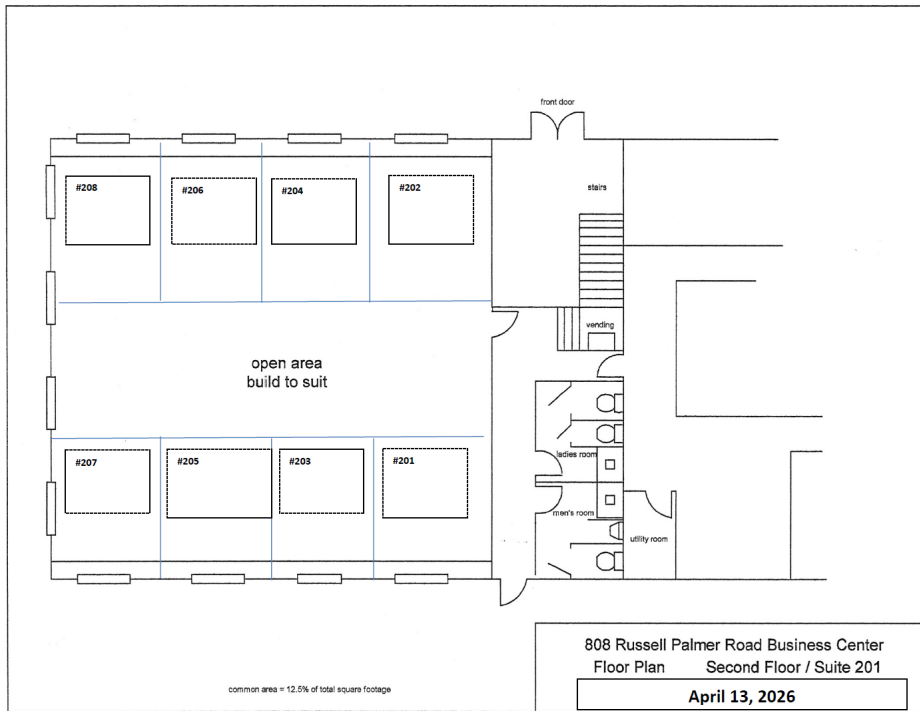 front door
#208
#206
#204
#202
stairs
vending
open area
build to suit
#207
#205
#203
#201
ladies room
men's room
utility room
808 Russell Palmer Road Business Center
Floor Plan Second Floor / Suite 201
April 13, 2026
common area = 12.5% of total square footage